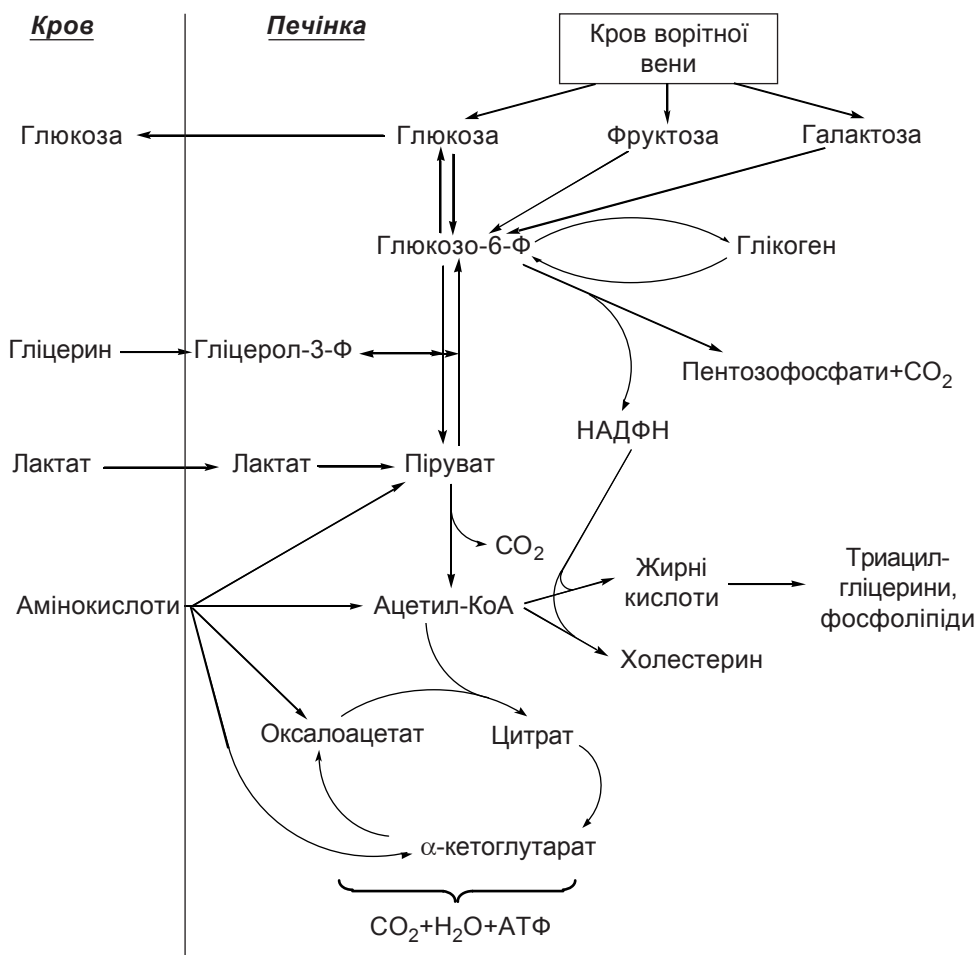 Кров
Печінка
Кров ворітної
вени
Глюкоза
Глюкоза
Фруктоза
Галактоза
Глюкозо-6-Ф
Глікоген
Гліцерин
Гліцерол-3-Ф
Пентозофосфати+CO₂
НАДФН
Лактат
Лактат
Піруват
CO₂
Жирні
кислоти
Триацил-
гліцерини,
фосфоліпіди
Амінокислоти
Ацетил-КоА
Холестерин
Оксалоацетат
Цитрат
α-кетоглутарат
CO₂+H₂O+АТФ